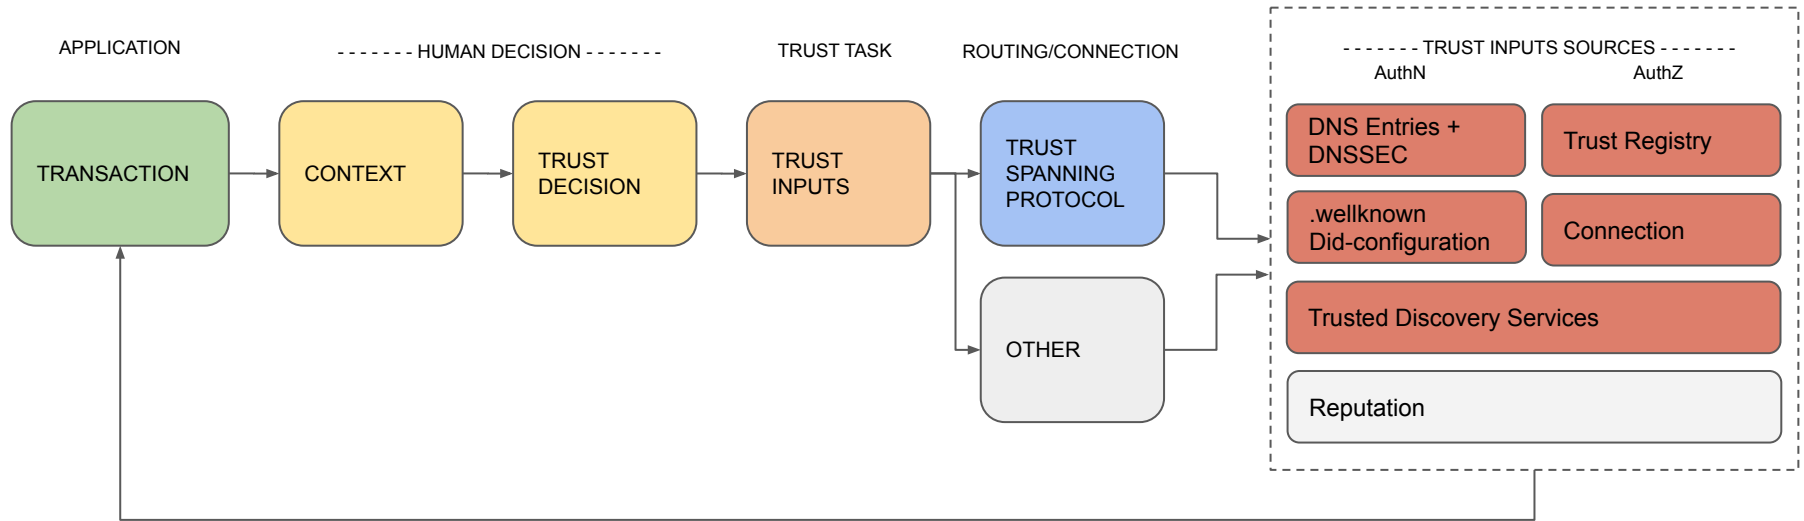 APPLICATION
- - - - - - - HUMAN DECISION - - - - - - -
TRUST TASK
ROUTING/CONNECTION
- - - - - - - TRUST INPUTS SOURCES - - - - - - -
AuthN
AuthZ
TRANSACTION
CONTEXT
TRUST
DECISION
TRUST
INPUTS
TRUST
SPANNING
PROTOCOL
OTHER
DNS Entries +
DNSSEC
Trust Registry
.wellknown
Did-configuration
Connection
Trusted Discovery Services
Reputation